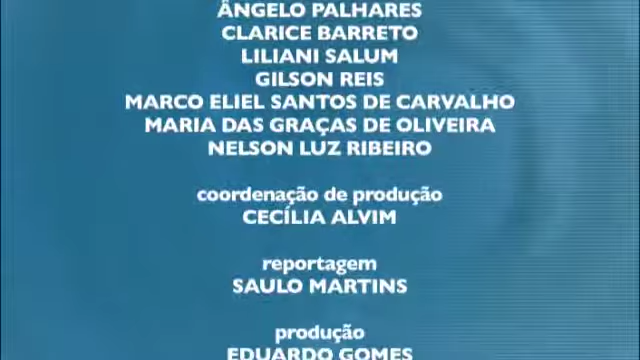 ÂNGELO PALHARES
CLARICE BARRETO
LILIANI SALUM
GILSON REIS
MARCO ELIEL SANTOS DE CARVALHO
MARIA DAS GRAÇAS DE OLIVEIRA
NELSON LUZ RIBEIRO
coordenação de produção
CECÍLIA ALVIM
reportagem
SAULO MARTINS
produção
EDUARDO GOMES